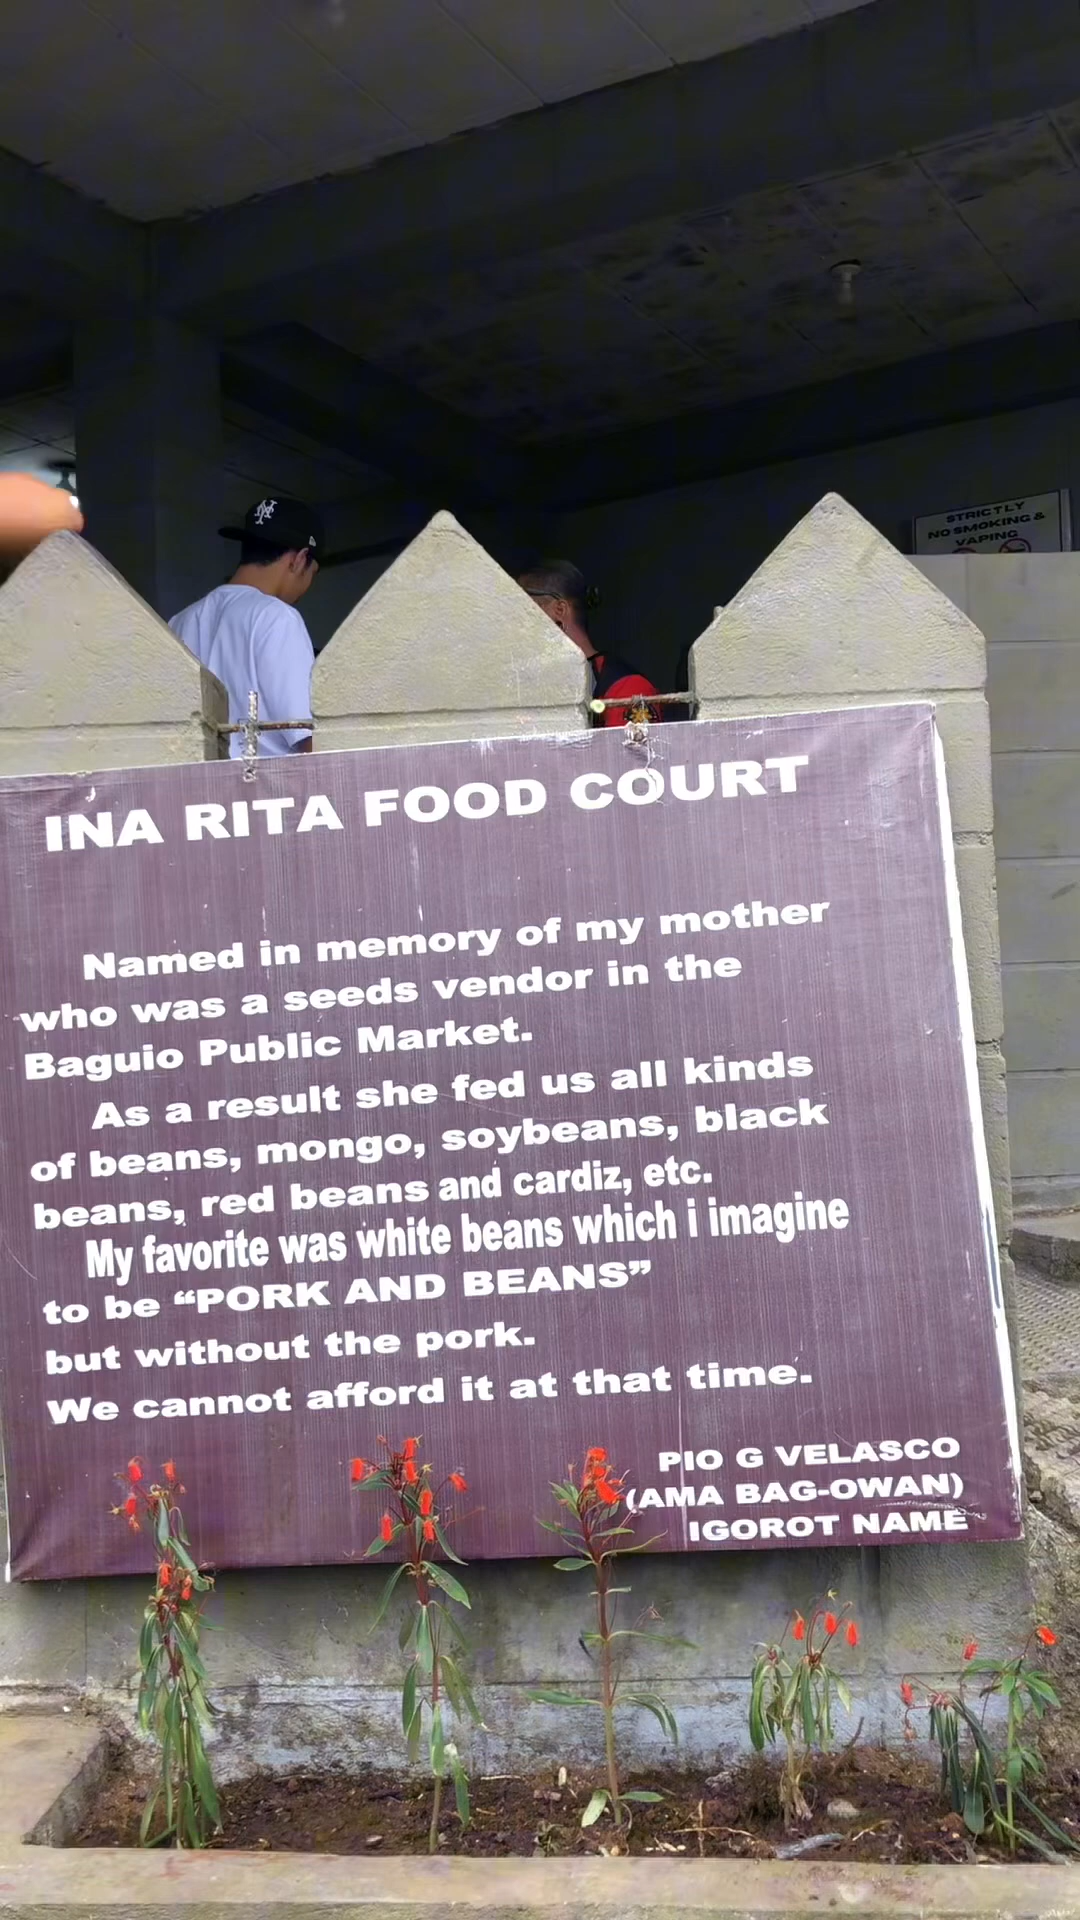 STRICTLY
NO SMOKING &
VAPING
INA RITA FOOD COURT
Named in memory of my mother
who was a seeds vendor in the
Baguio Public Market.
As a result she fed us all kinds
of beans, mongo, soybeans, black
beans, red beans and cardiz, etc.
My favorite was white beans which i imagine
to be “PORK AND BEANS”
but without the pork.
We cannot afford it at that time.
PIO G VELASCO
(AMA BAG-OWAN)
IGOROT NAME